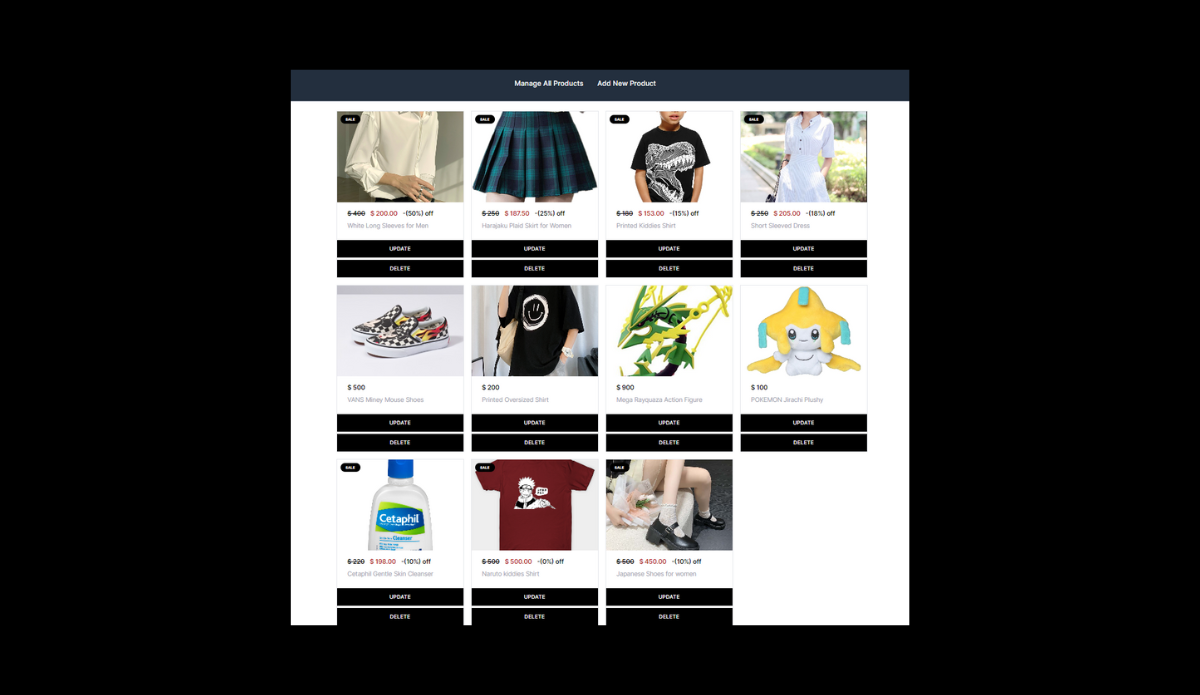 Manage All Products Add New Product
SALE SALE SALE SALE
$ 400 $ 200.00 -(50%) off
White Long Sleeves for Men
UPDATE
DELETE
$ 250 $ 187.50 -(25%) off
Harajaku Plaid Skirt for Women
UPDATE
DELETE
$ 180 $ 153.00 -(15%) off
Printed Kiddies Shirt
UPDATE
DELETE
$ 250 $ 205.00 -(18%) off
Short Sleeved Dress
UPDATE
DELETE
$ 500
VANS Miney Mouse Shoes
UPDATE
DELETE
$ 200
Printed Oversized Shirt
UPDATE
DELETE
$ 900
Mega Rayquaza Action Figure
UPDATE
DELETE
$ 100
POKEMON Jirachi Plushy
UPDATE
DELETE
SALE SALE SALE
Cetaphil
Cleanser
$ 220 $ 198.00 -(10%) off
Cetaphil Gentle Skin Cleanser
UPDATE
DELETE
$ 500 $ 500.00 -(0%) off
Naruto kiddies Shirt
UPDATE
DELETE
$ 500 $ 450.00 -(10%) off
Japanese Shoes for women
UPDATE
DELETE